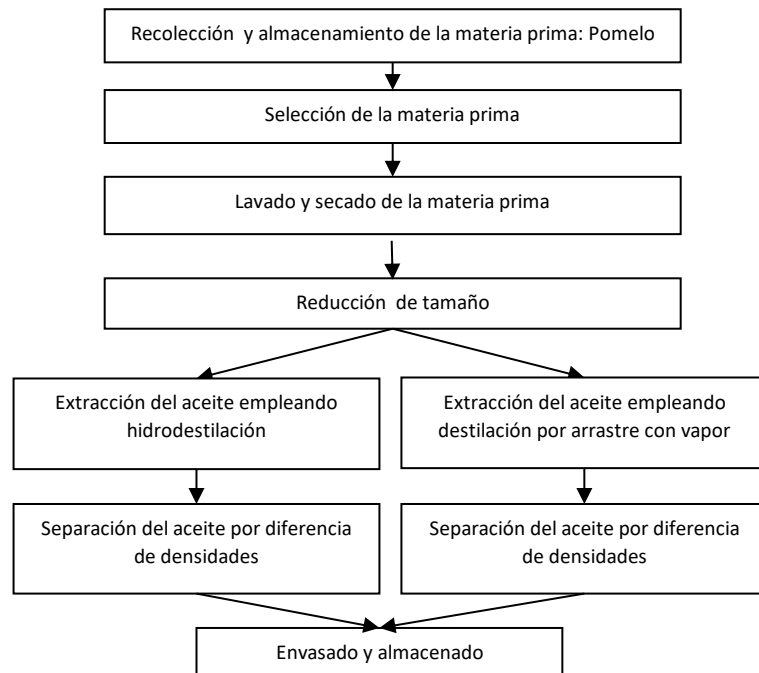 Recolección y almacenamiento de la materia prima: Pomelo
Selección de la materia prima
Lavado y secado de la materia prima
Reducción de tamaño
Extracción del aceite empleando
hidrodestilación
Extracción del aceite empleando
destilación por arrastre con vapor
Separación del aceite por diferencia
de densidades
Separación del aceite por diferencia
de densidades
Envasado y almacenado